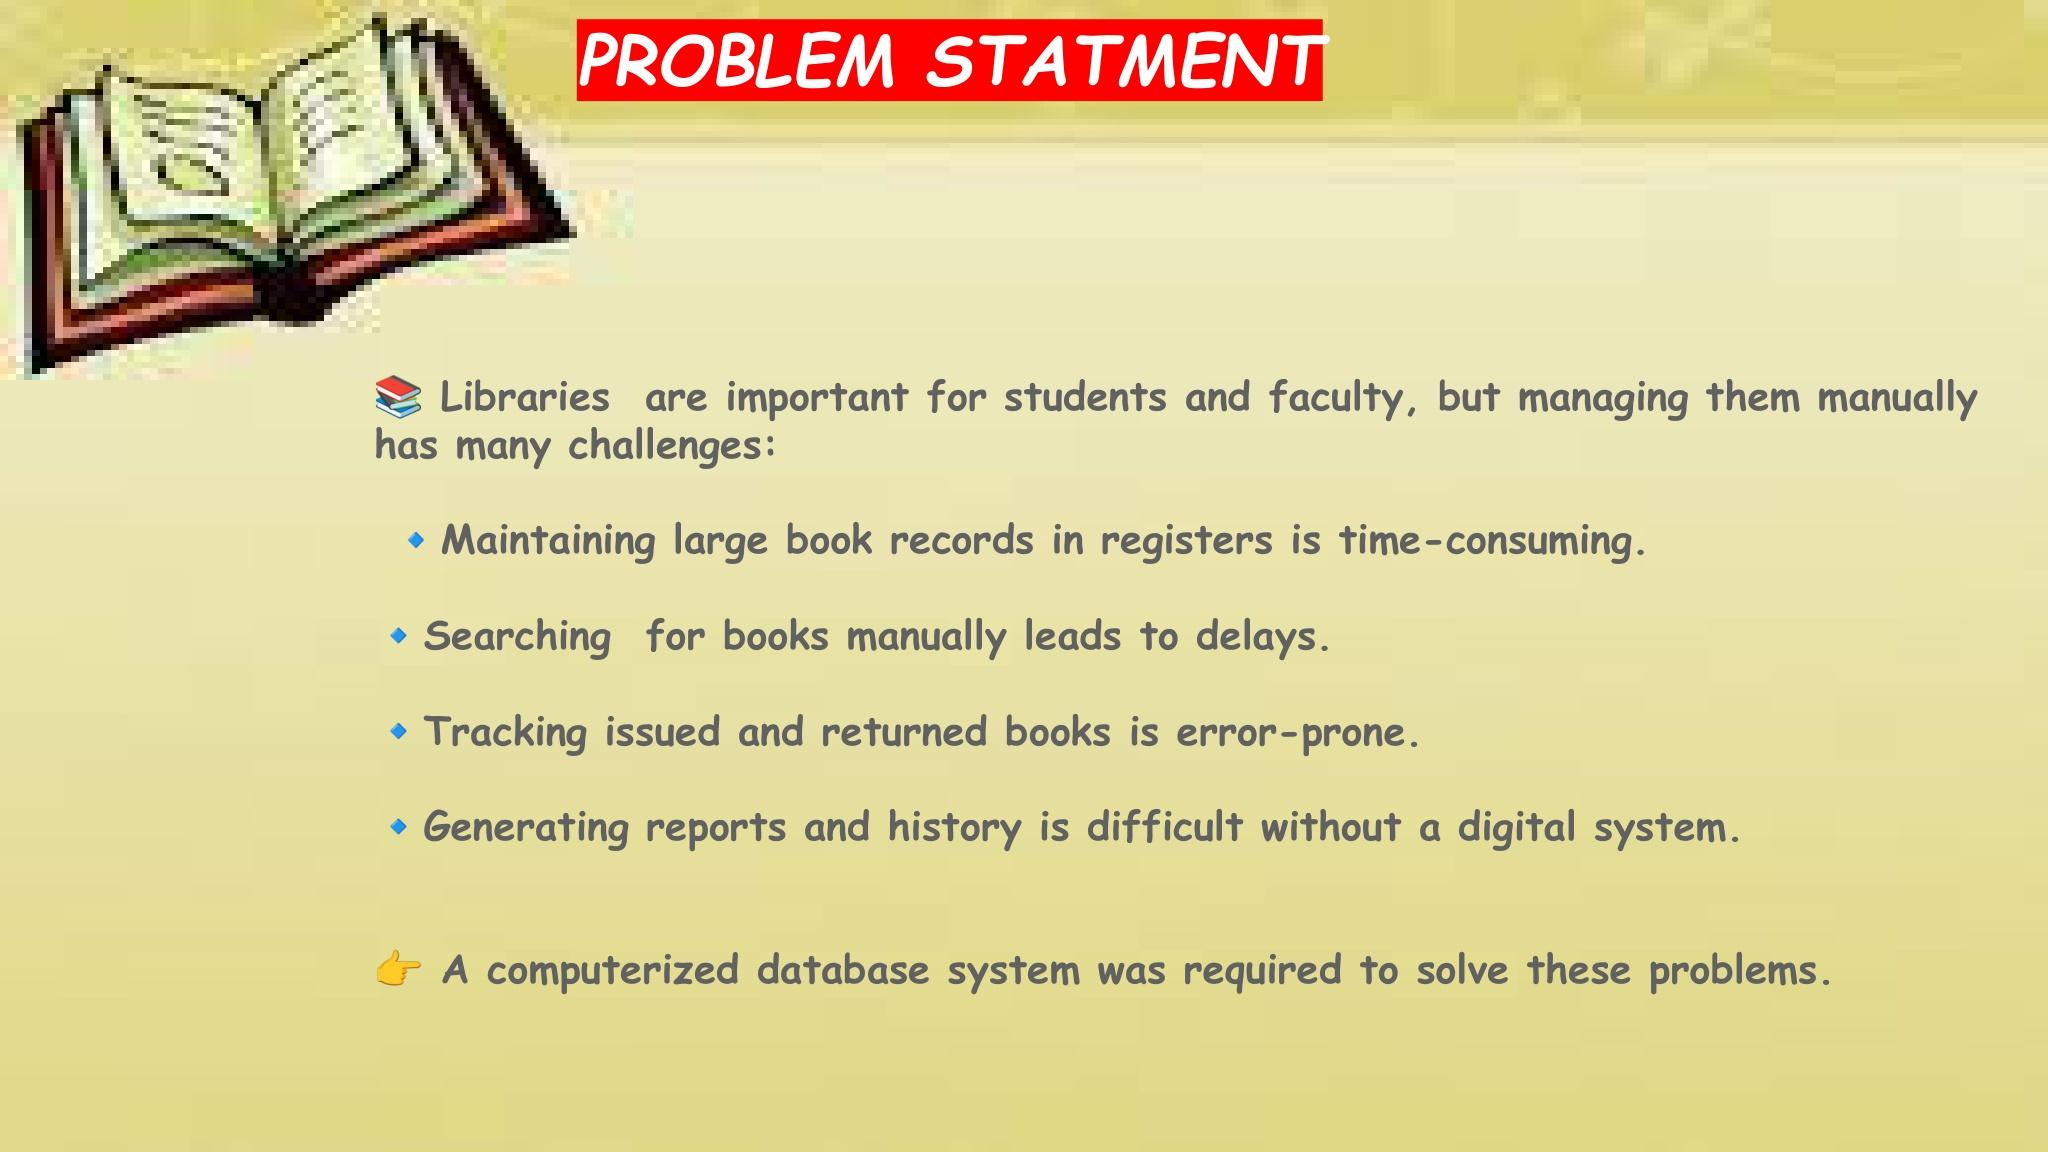 PROBLEM STATMENT
📚 Libraries  are important for students and faculty, but managing them manually
has many challenges:
🔹Maintaining large book records in registers is time-consuming.
🔹Searching  for books manually leads to delays.
🔹Tracking issued and returned books is error-prone.
🔹Generating reports and history is difficult without a digital system.
👉 A computerized database system was required to solve these problems.